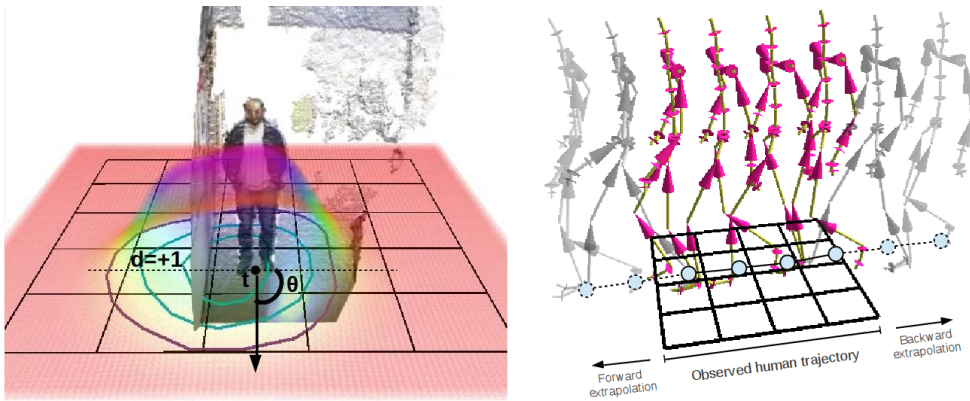 d=+1
t
θ
Forward
extrapolation
Observed human trajectory
Backward
extrapolation